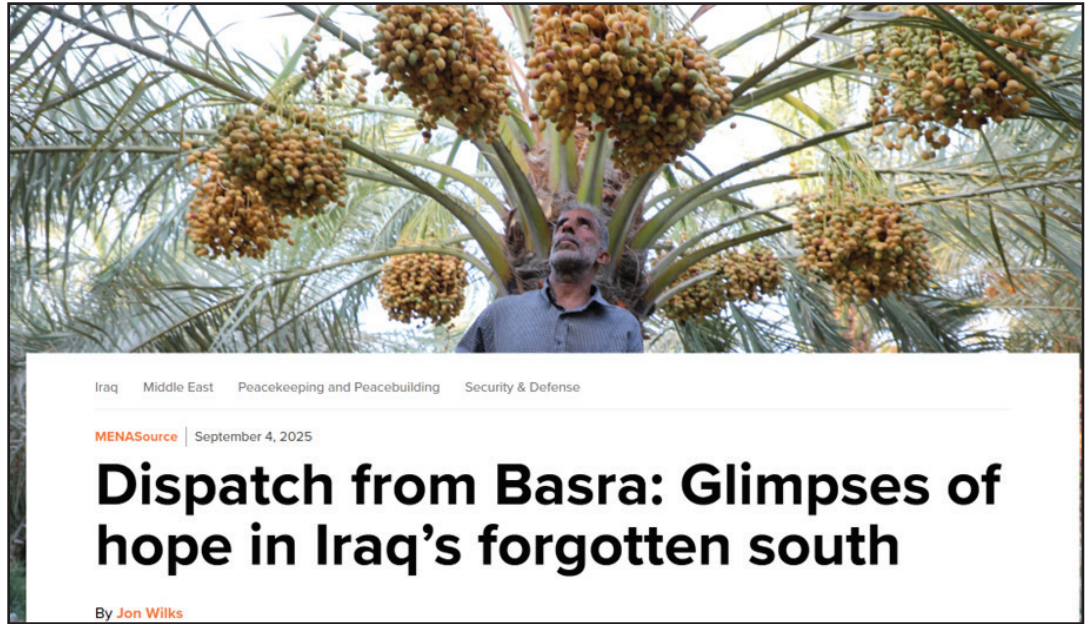 Iraq Middle East Peacekeeping and Peacebuilding Security & Defense
MENASource | September 4, 2025
Dispatch from Basra: Glimpses of
hope in Iraq’s forgotten south
By Jon Wilks